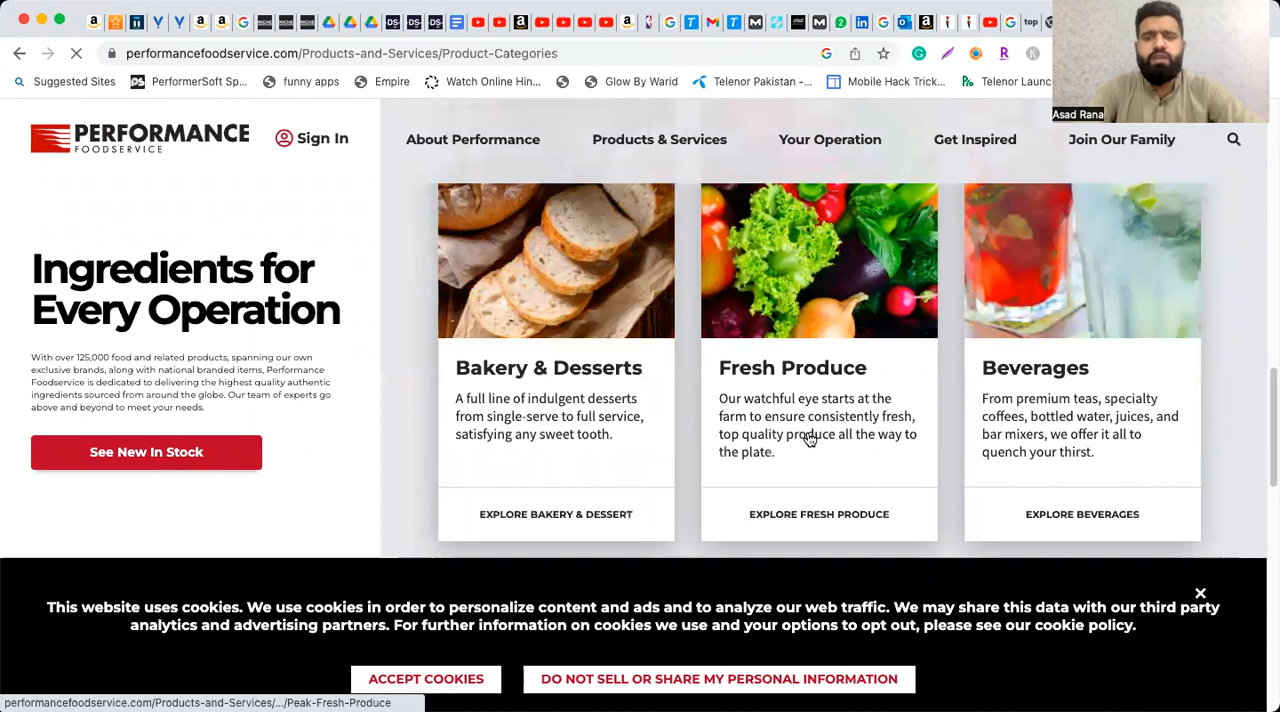 performancefoodservice.com/Products-and-Services/Product-Categories
Suggested Sites
PerformerSoft Sp...
funny apps
Empire
Watch Online Hin...
Glow By Warid
Telenor Pakistan -...
Mobile Hack Trick...
Telenor Launc
Asad Rana
PERFORMANCE
FOODSERVICE
Sign In
About Performance
Products & Services
Your Operation
Get Inspired
Join Our Family
Ingredients for
Every Operation
With over 125,000 food and related products, spanning our own
exclusive brands, along with national branded items, Performance
Foodservice is dedicated to delivering the highest quality authentic
ingredients sourced from around the globe. Our team of experts go
above and beyond to meet your needs.
See New In Stock
Bakery & Desserts
A full line of indulgent desserts
from single-serve to full service,
satisfying any sweet tooth.
EXPLORE BAKERY & DESSERT
Fresh Produce
Our watchful eye starts at the
farm to ensure consistently fresh,
top quality produce all the way to
the plate.
EXPLORE FRESH PRODUCE
Beverages
From premium teas, specialty
coffees, bottled water, juices, and
bar mixers, we offer it all to
quench your thirst.
EXPLORE BEVERAGES
This website uses cookies. We use cookies in order to personalize content and ads and to analyze our web traffic. We may share this data with our third party
analytics and advertising partners. For further information on cookies we use and your options to opt out, please see our cookie policy.
ACCEPT COOKIES
DO NOT SELL OR SHARE MY PERSONAL INFORMATION
performancefoodservice.com/Products-and-Services/.../Peak-Fresh-Produce